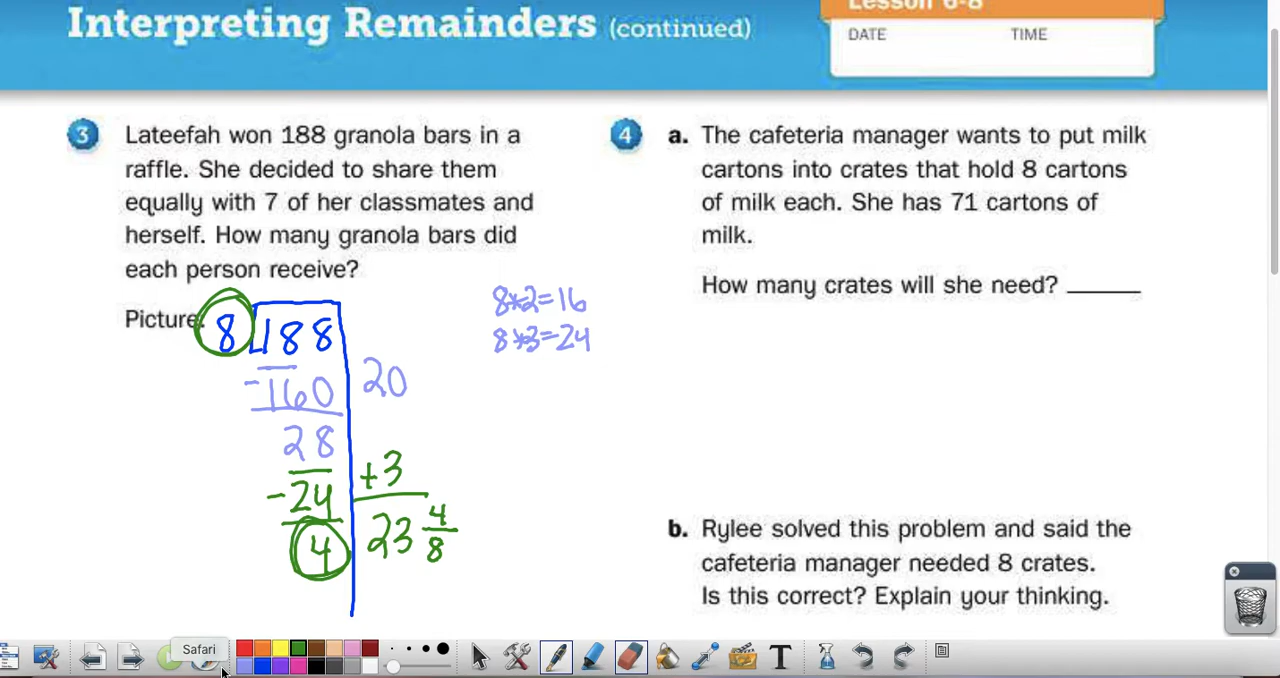 Interpreting Remainders (continued)
Lesson 6-8
DATE TIME
3 Lateefah won 188 granola bars in a
raffle. She decided to share them
equally with 7 of her classmates and
herself. How many granola bars did
each person receive?
Picture:
8 188
-160 20
28
-24 +3
4 23 4/8
8*2=16
8*3=24
4 a. The cafeteria manager wants to put milk
cartons into crates that hold 8 cartons
of milk each. She has 71 cartons of
milk.
How many crates will she need? ______
b. Rylee solved this problem and said the
cafeteria manager needed 8 crates.
Is this correct? Explain your thinking.
Safari
T